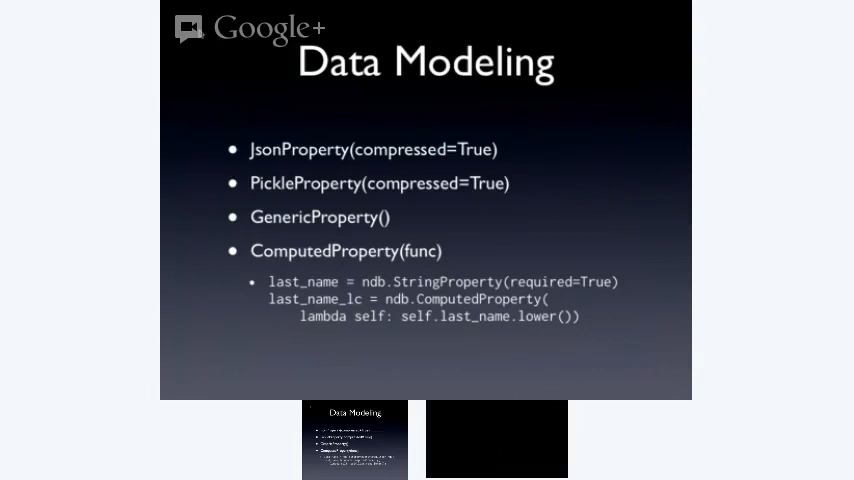 Google+
Data Modeling
JsonProperty(compressed=True)
PickleProperty(compressed=True)
GenericProperty()
ComputedProperty(func)
last_name = ndb.StringProperty(required=True)
last_name_lc = ndb.ComputedProperty(
lambda self: self.last_name.lower())
Data Modeling